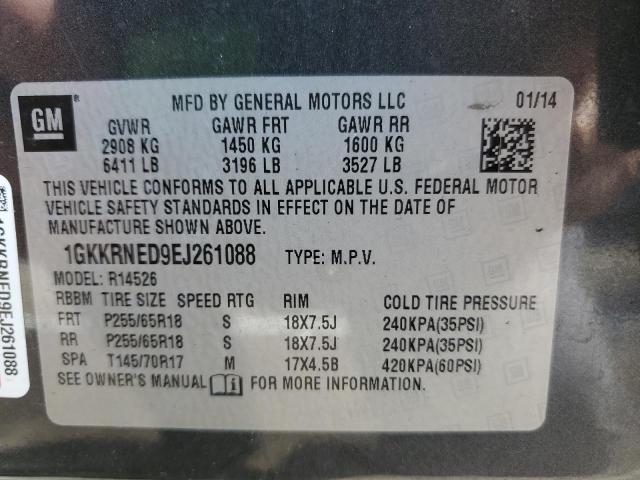 GM
MFD BY GENERAL MOTORS LLC 01/14
GVWR GAWR FRT GAWR RR
2908 KG 1450 KG 1600 KG
6411 LB 3196 LB 3527 LB
THIS VEHICLE CONFORMS TO ALL APPLICABLE U.S. FEDERAL MOTOR
VEHICLE SAFETY STANDARDS IN EFFECT ON THE DATE OF
MANUFACTURE SHOWN ABOVE.
1GKKRNED9EJ261088 TYPE: M.P.V.
MODEL: R14526
RBBM TIRE SIZE SPEED RTG RIM COLD TIRE PRESSURE
FRT P255/65R18 S 18X7.5J 240KPA(35PSI)
RR P255/65R18 S 18X7.5J 240KPA(35PSI)
SPA T145/70R17 M 17X4.5B 420KPA(60PSI)
SEE OWNER'S MANUAL FOR MORE INFORMATION.
1GKKRNED9EJ261088